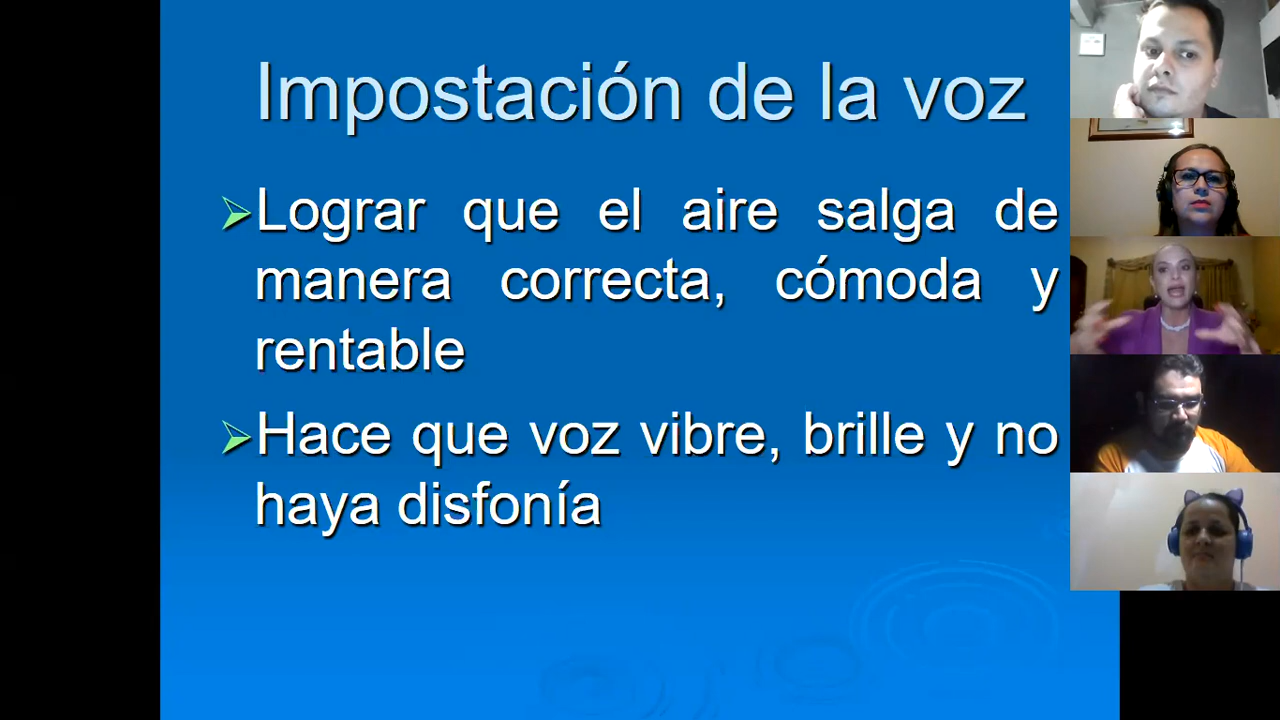 Impostación de la voz
Lograr que el aire salga de
manera correcta, cómoda y
rentable
Hace que voz vibre, brille y no
haya disfonía